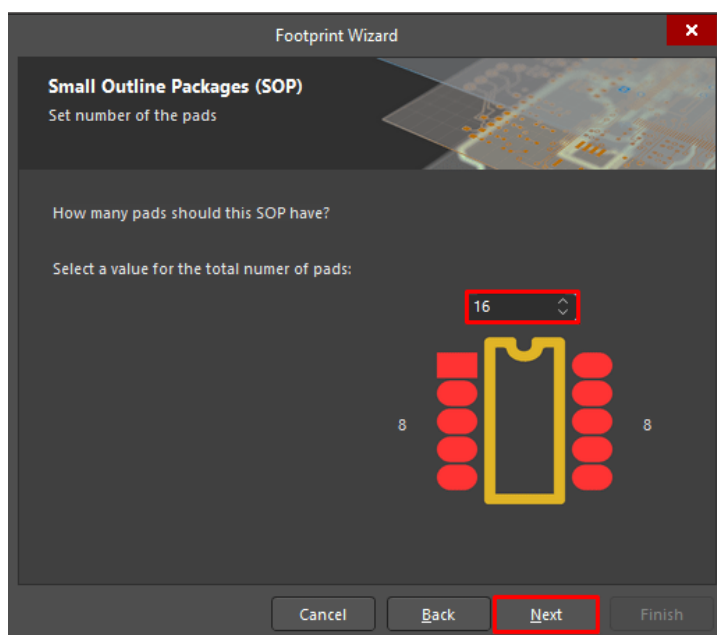 Footprint Wizard
Small Outline Packages (SOP)
Set number of the pads
How many pads should this SOP have?
Select a value for the total numer of pads:
16
8 8
Cancel Back Next Finish